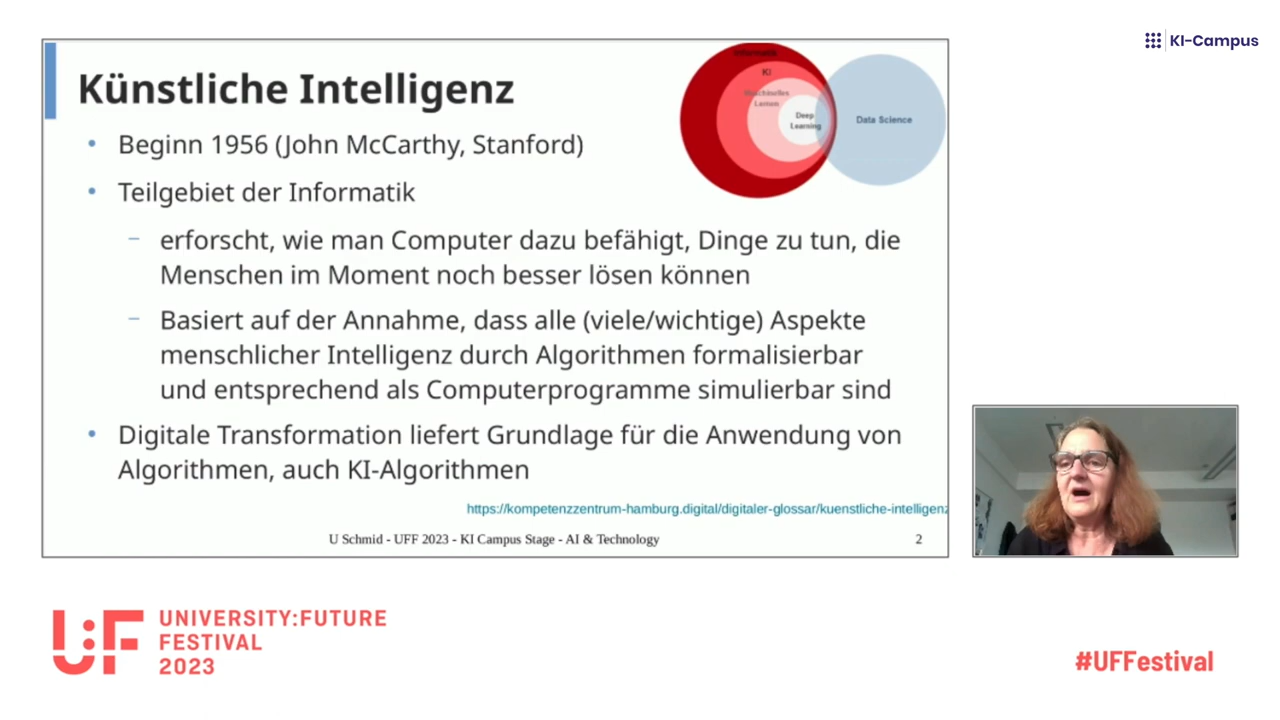 KI-Campus
Künstliche Intelligenz
Informatik
KI
Maschinelles
Lernen
Deep
Learning
Data Science
• Beginn 1956 (John McCarthy, Stanford)
• Teilgebiet der Informatik
– erforscht, wie man Computer dazu befähigt, Dinge zu tun, die
Menschen im Moment noch besser lösen können
– Basiert auf der Annahme, dass alle (viele/wichtige) Aspekte
menschlicher Intelligenz durch Algorithmen formalisierbar
und entsprechend als Computerprogramme simulierbar sind
• Digitale Transformation liefert Grundlage für die Anwendung von
Algorithmen, auch KI-Algorithmen
https://kompetenzzentrum-hamburg.digital/digitaler-glossar/kuenstliche-intelligenz
U Schmid - UFF 2023 - KI Campus Stage - AI & Technology
2
U:F
UNIVERSITY:FUTURE
FESTIVAL
2023
#UFFestival